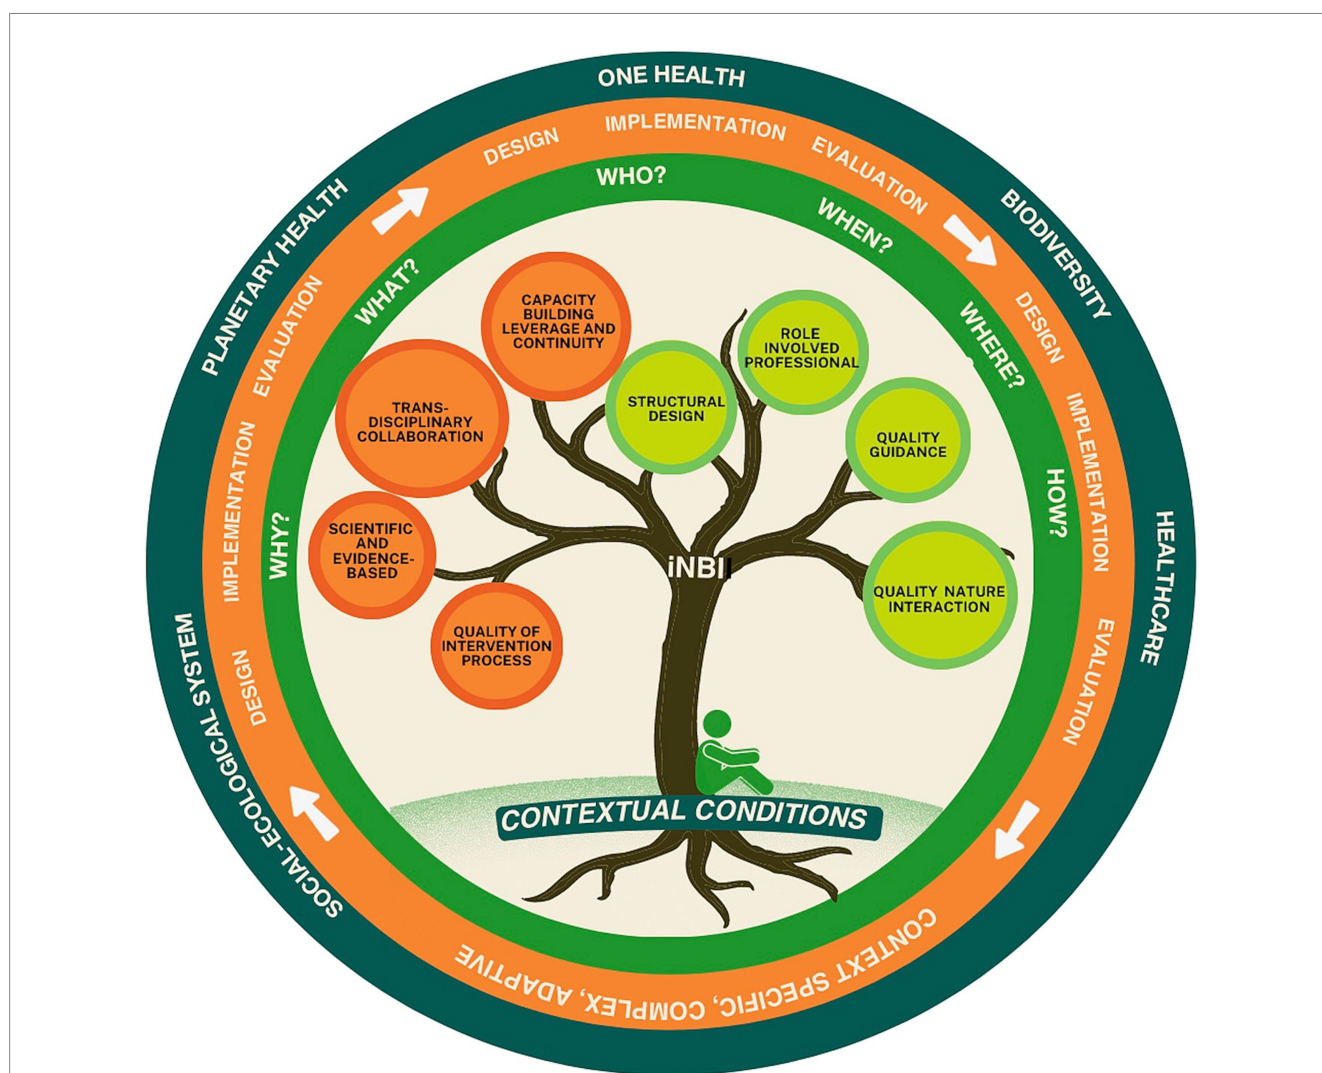 ONE HEALTH
BIODIVERSITY
HEALTHCARE
SOCIAL-ECOLOGICAL SYSTEM
PLANETARY HEALTH
DESIGN
IMPLEMENTATION
EVALUATION
DESIGN
IMPLEMENTATION
EVALUATION
CONTEXT SPECIFIC, COMPLEX, ADAPTIVE
DESIGN
IMPLEMENTATION
EVALUATION
WHY?
WHAT?
WHO?
WHEN?
WHERE?
HOW?
CAPACITY
BUILDING
LEVERAGE AND
CONTINUITY
TRANS-
DISCIPLINARY
COLLABORATION
SCIENTIFIC
AND
EVIDENCE-
BASED
QUALITY OF
INTERVENTION
PROCESS
STRUCTURAL
DESIGN
ROLE
INVOLVED
PROFESSIONAL
QUALITY
GUIDANCE
QUALITY NATURE
INTERACTION
iNBI
CONTEXTUAL CONDITIONS